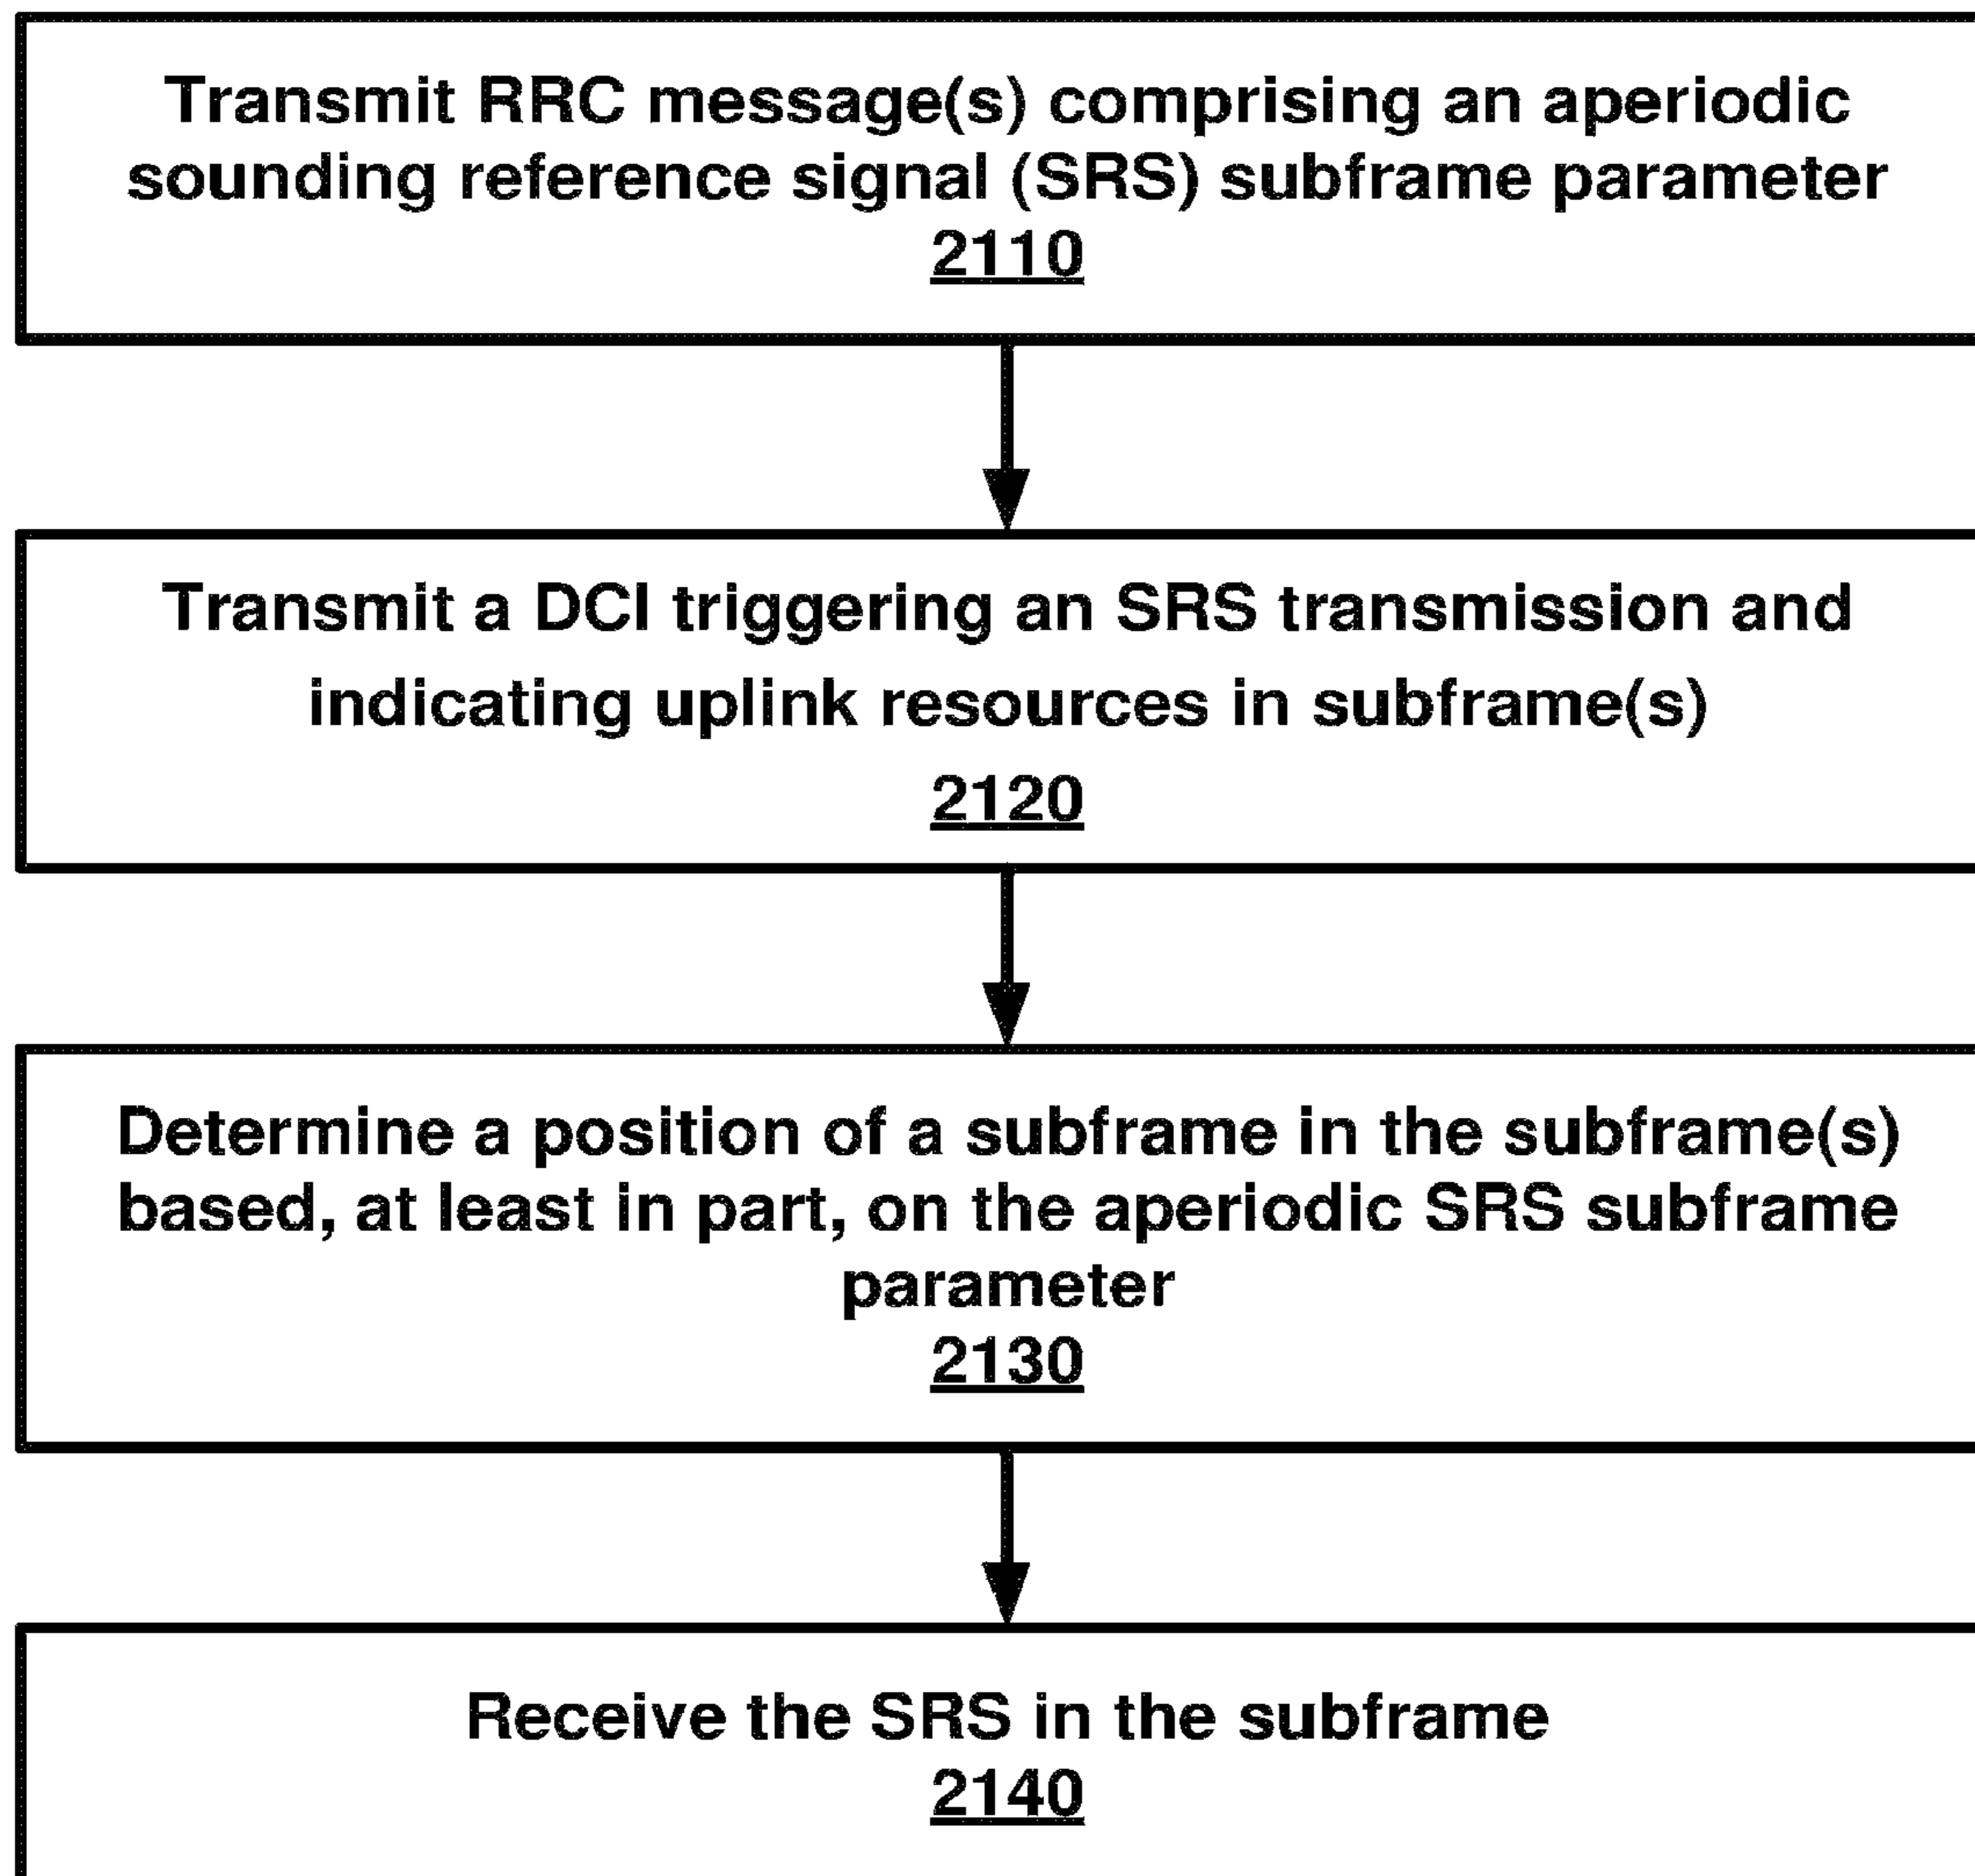 Transmit RRC message(s) comprising an aperiodic
sounding reference signal (SRS) subframe parameter
2110
Transmit a DCI triggering an SRS transmission and
indicating uplink resources in subframe(s)
2120
Determine a position of a subframe in the subframe(s)
based, at least in part, on the aperiodic SRS subframe
parameter
2130
Receive the SRS in the subframe
2140